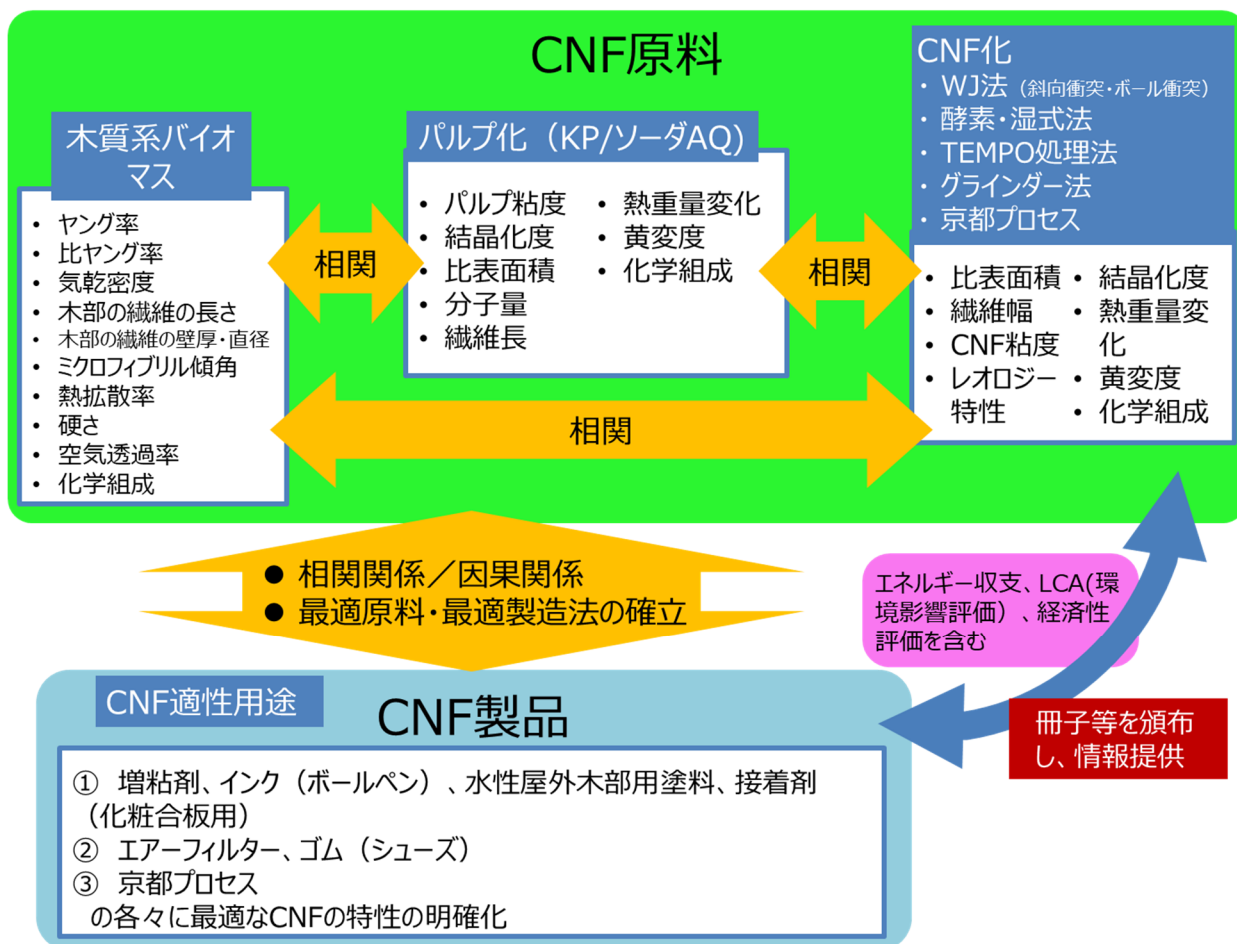 CNF原料
木質系バイオ
マス
・ ヤング率
・ 比ヤング率
・ 気乾密度
・ 木部の繊維の長さ
・ 木部の繊維の壁厚・直径
・ ミクロフィブリル傾角
・ 熱拡散率
・ 硬さ
・ 空気透過率
・ 化学組成
相関
パルプ化（KP/ソーダAQ)
・ パルプ粘度
・ 結晶化度
・ 比表面積
・ 分子量
・ 繊維長
・ 熱重量変化
・ 黄変度
・ 化学組成
相関
CNF化
・ WJ法（斜向衝突・ボール衝突）
・ 酵素・湿式法
・ TEMPO処理法
・ グラインダー法
・ 京都プロセス
・ 比表面積
・ 繊維幅
・ CNF粘度
・ レオロジー
特性
・ 結晶化度
・ 熱重量変
化
・ 黄変度
・ 化学組成
相関
● 相関関係／因果関係
● 最適原料・最適製造法の確立
エネルギー収支、LCA(環
境影響評価）、経済性
評価を含む
冊子等を頒布
し、情報提供
CNF適性用途
CNF製品
① 増粘剤、インク（ボールペン）、水性屋外木部用塗料、接着剤
（化粧合板用）
② エアーフィルター、ゴム（シューズ）
③ 京都プロセス
の各々に最適なCNFの特性の明確化